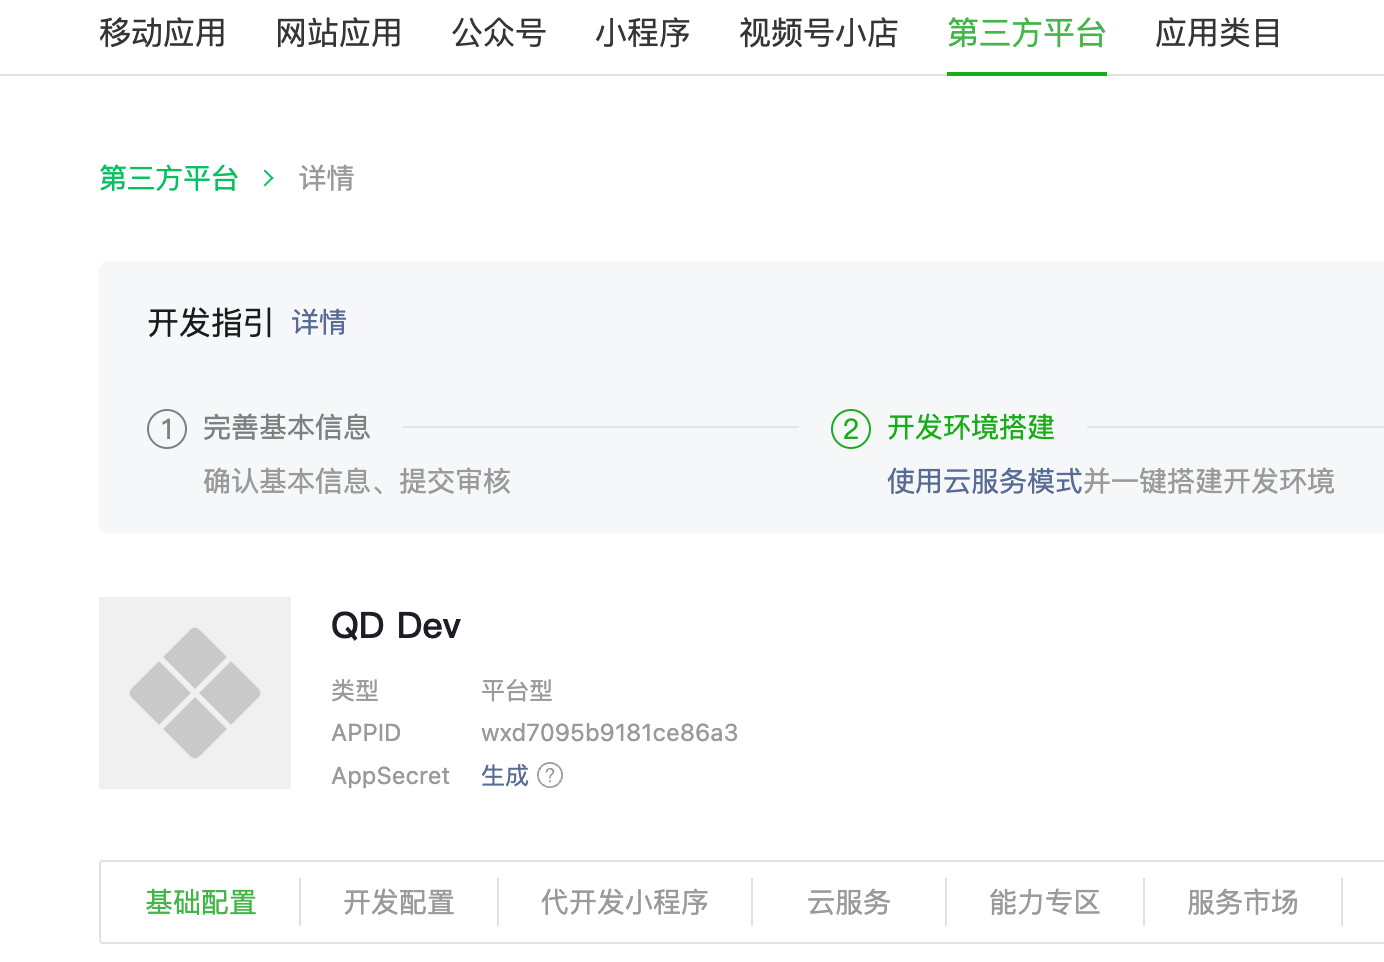 移动应用 网站应用 公众号 小程序 视频号小店 第三方平台 应用类目
第三方平台 > 详情
开发指引 详情
1 完善基本信息 2 开发环境搭建
确认基本信息、提交审核 使用云服务模式并一键搭建开发环境
QD Dev
类型 平台型
APPID wxd7095b9181ce86a3
AppSecret 生成 ?
基础配置 开发配置 代开发小程序 云服务 能力专区 服务市场